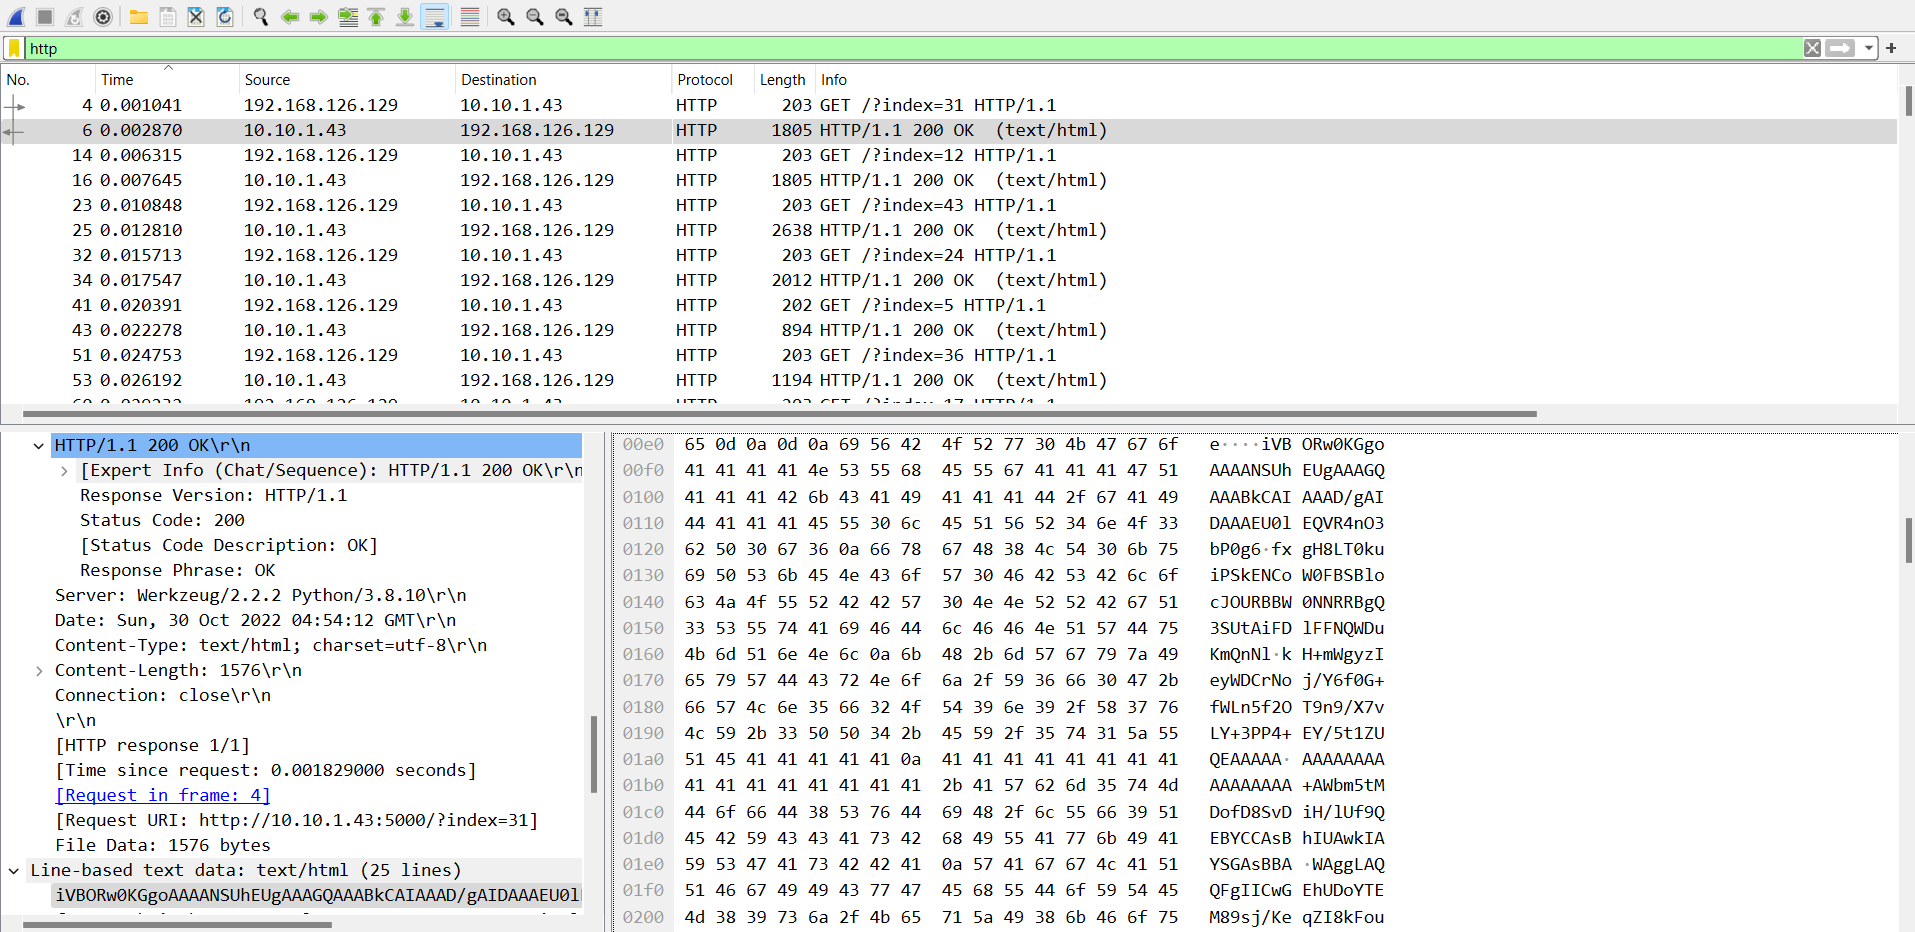 http
No. Time Source Destination Protocol Length Info
4 0.001041 192.168.126.129 10.10.1.43 HTTP 203 GET /?index=31 HTTP/1.1
6 0.002870 10.10.1.43 192.168.126.129 HTTP 1805 HTTP/1.1 200 OK (text/html)
14 0.006315 192.168.126.129 10.10.1.43 HTTP 203 GET /?index=12 HTTP/1.1
16 0.007645 10.10.1.43 192.168.126.129 HTTP 1805 HTTP/1.1 200 OK (text/html)
23 0.010848 192.168.126.129 10.10.1.43 HTTP 203 GET /?index=43 HTTP/1.1
25 0.012810 10.10.1.43 192.168.126.129 HTTP 2638 HTTP/1.1 200 OK (text/html)
32 0.015713 192.168.126.129 10.10.1.43 HTTP 203 GET /?index=24 HTTP/1.1
34 0.017547 10.10.1.43 192.168.126.129 HTTP 2012 HTTP/1.1 200 OK (text/html)
41 0.020391 192.168.126.129 10.10.1.43 HTTP 202 GET /?index=5 HTTP/1.1
43 0.022278 10.10.1.43 192.168.126.129 HTTP 894 HTTP/1.1 200 OK (text/html)
51 0.024753 192.168.126.129 10.10.1.43 HTTP 203 GET /?index=36 HTTP/1.1
53 0.026192 10.10.1.43 192.168.126.129 HTTP 1194 HTTP/1.1 200 OK (text/html)
HTTP/1.1 200 OK\r\n
[Expert Info (Chat/Sequence): HTTP/1.1 200 OK\r\n
Response Version: HTTP/1.1
Status Code: 200
[Status Code Description: OK]
Response Phrase: OK
Server: Werkzeug/2.2.2 Python/3.8.10\r\n
Date: Sun, 30 Oct 2022 04:54:12 GMT\r\n
Content-Type: text/html; charset=utf-8\r\n
Content-Length: 1576\r\n
Connection: close\r\n
\r\n
[HTTP response 1/1]
[Time since request: 0.001829000 seconds]
[Request in frame: 4]
[Request URI: http://10.10.1.43:5000/?index=31]
File Data: 1576 bytes
Line-based text data: text/html (25 lines)
iVBORw0KGgoAAAANSUhEUgAAAGQAAABkCAIAAAD/gAIDAAAEU0l
00e0 65 0d 0a 0d 0a 69 56 42 4f 52 77 30 4b 47 67 6f e····iVB ORw0KGgo
00f0 41 41 41 41 4e 53 55 68 45 55 67 41 41 41 47 51 AAAANSUh EUgAAAGQ
0100 41 41 41 42 6b 43 41 49 41 41 41 44 2f 67 41 49 AAABkCAI AAAD/gAI
0110 44 41 41 41 45 55 30 6c 45 51 56 52 34 6e 4f 33 DAAAEU0l EQVR4nO3
0120 62 50 30 67 36 0a 66 78 67 48 38 4c 54 30 6b 75 bP0g6·fx gH8LT0ku
0130 69 50 53 6b 45 4e 43 6f 57 30 46 42 53 42 6c 6f iPSkENCo W0FBSBlo
0140 63 4a 4f 55 52 42 42 57 30 4e 4e 52 52 42 67 51 cJOURBBW 0NNRRBgQ
0150 33 53 55 74 41 69 46 44 6c 46 46 4e 51 57 44 75 3SUtAiFD lFFNQWDu
0160 4b 6d 51 6e 4e 6c 0a 6b 48 2b 6d 57 67 79 7a 49 KmQnNl·k H+mWgyzI
0170 65 79 57 44 43 72 4e 6f 6a 2f 59 36 66 30 47 2b eyWDCrNo j/Y6f0G+
0180 66 57 4c 6e 35 66 32 4f 54 39 6e 39 2f 58 37 76 fWLn5f2O T9n9/X7v
0190 4c 59 2b 33 50 50 34 2b 45 59 2f 35 74 31 5a 55 LY+3PP4+ EY/5t1ZU
01a0 51 45 41 41 41 41 41 0a 41 41 41 41 41 41 41 41 QEAAAAA· AAAAAAAA
01b0 41 41 41 41 41 41 41 41 2b 41 57 62 6d 35 74 4d AAAAAAAA +AWbm5tM
01c0 44 6f 66 44 38 53 76 44 69 48 2f 6c 55 66 39 51 DofD8SvD iH/lUf9Q
01d0 45 42 59 43 43 41 73 42 68 49 55 41 77 6b 49 41 EBYCCAsB hIUAwkIA
01e0 59 53 47 41 73 42 42 41 0a 57 41 67 67 4c 41 51 YSGAsBBA ·WAggLAQ
01f0 51 46 67 49 49 43 77 47 45 68 55 44 6f 59 54 45 QFgIICwG EhUDoYTE
0200 4d 38 39 73 6a 2f 4b 65 71 5a 49 38 6b 46 6f 75 M89sj/Ke qZI8kFou